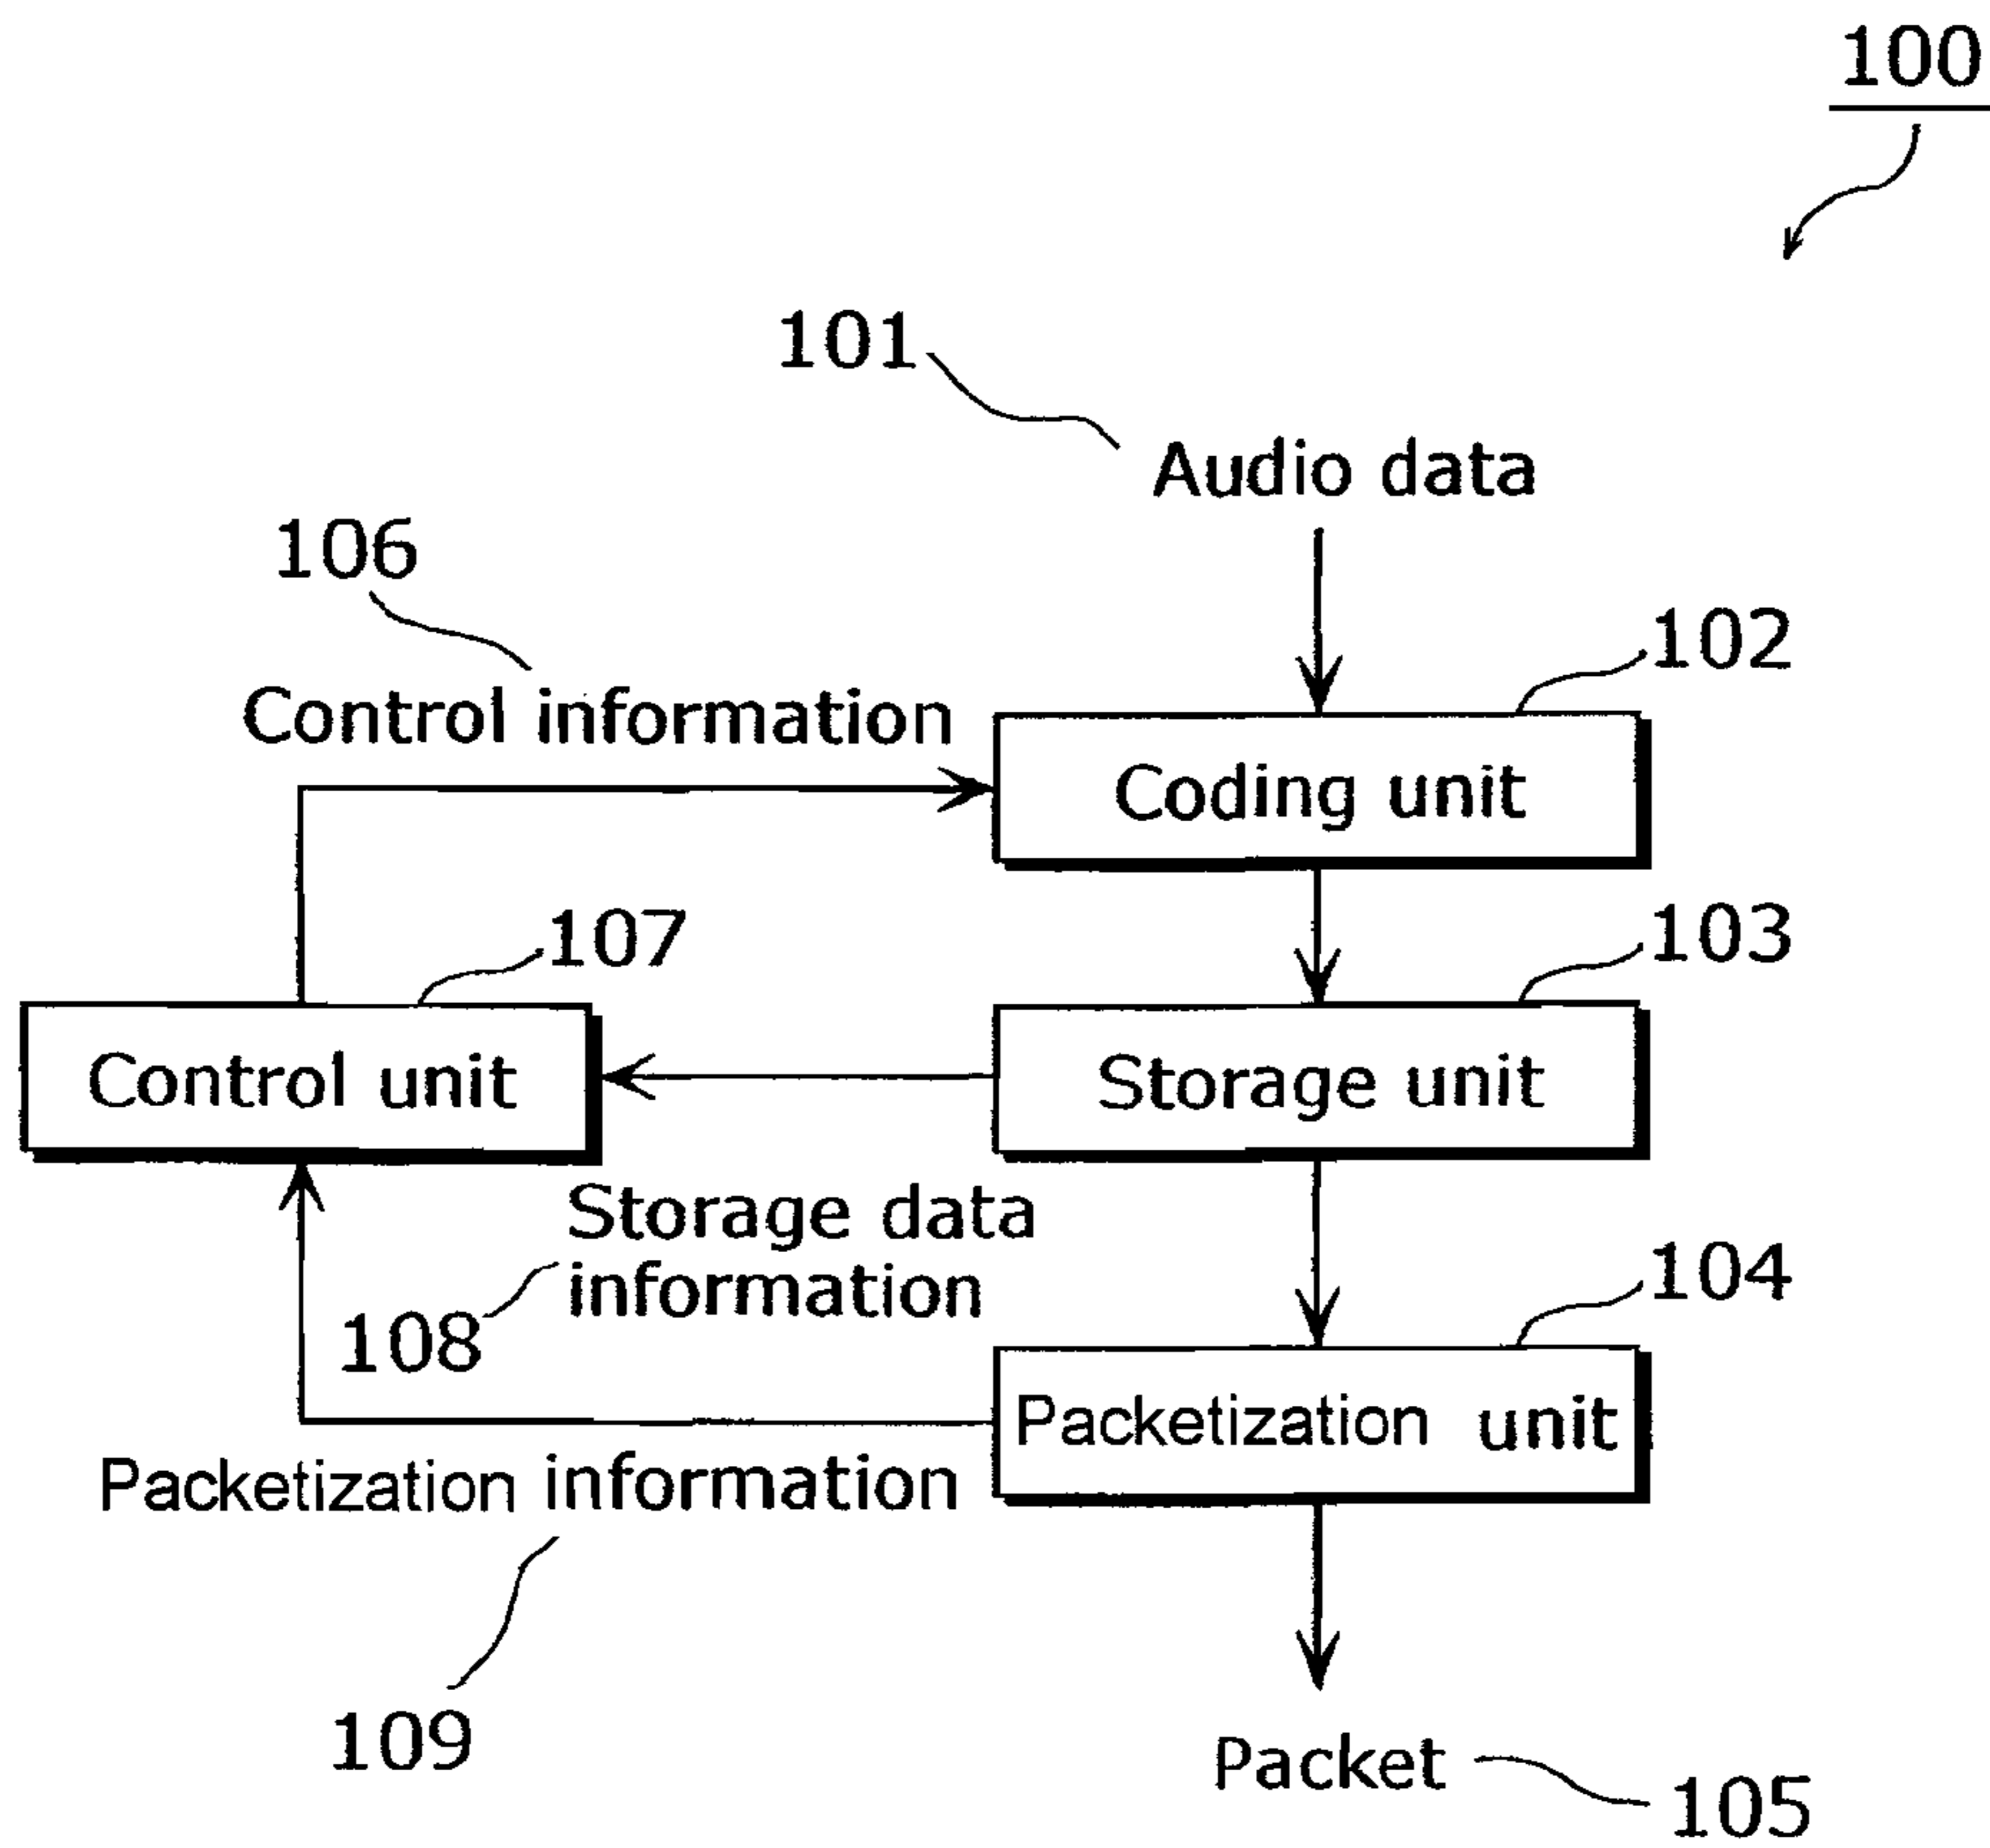 100
101
Audio data
106
102
Control information
Coding unit
107
103
Control unit
Storage unit
Storage data
information
108
104
Packetization unit
Packetization information
109
Packet
105